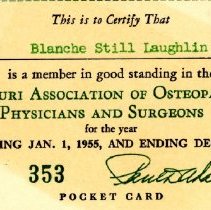 This is to Certify That
Blanche Still Laughlin
is a member in good standing in the
URI ASSOCIATION OF OSTEOPA
PHYSICIANS AND SURGEONS
for the year
ING JAN. 1, 1955, AND ENDING DE
353
POCKET CARD